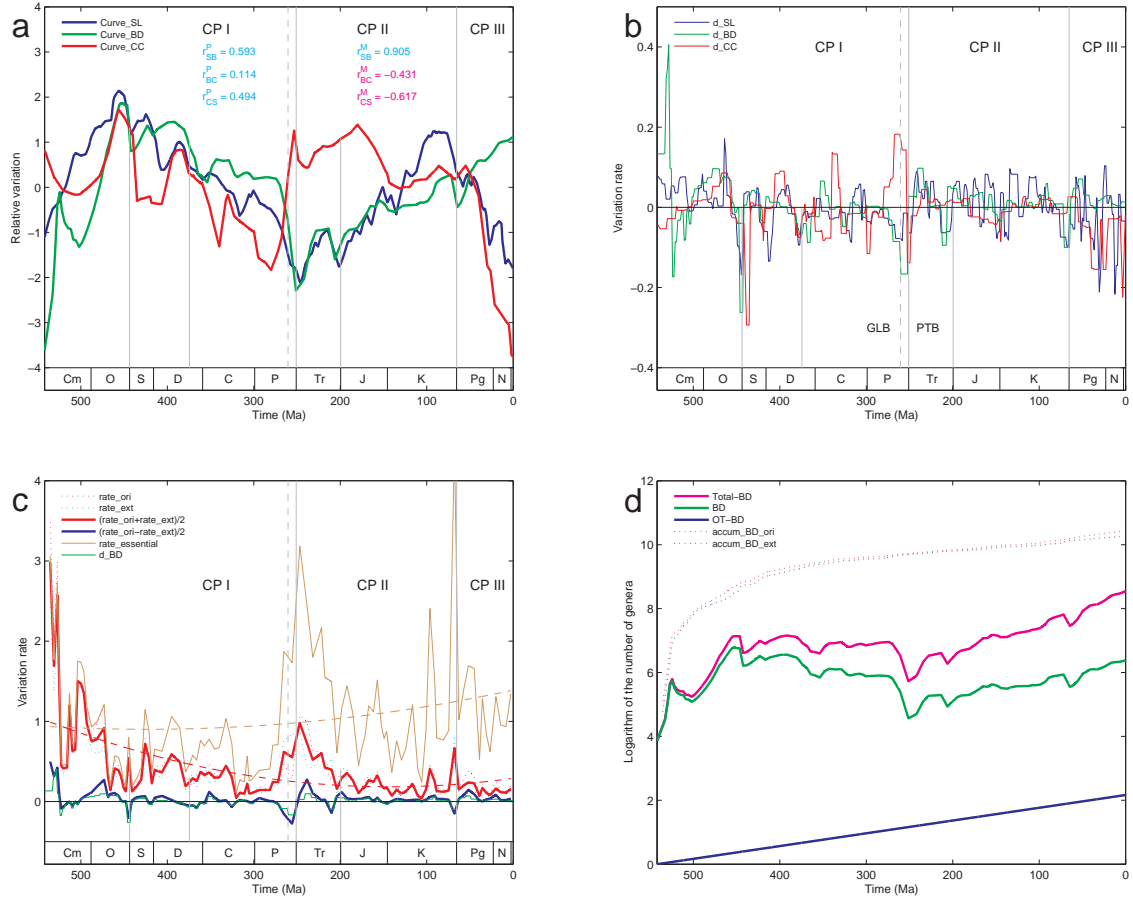 a
Curve_SL
Curve_BD
Curve_CC
CP I
CP II
CP III
r_SB^P = 0.593
r_BC^P = 0.114
r_CS^P = 0.494
r_SB^M = 0.905
r_BC^M = −0.431
r_CS^M = −0.617
Relative variation
4
3
2
1
0
−1
−2
−3
−4
Cm O S D C P Tr J K Pg N
500 400 300 200 100 0
Time (Ma)
b
d_SL
d_BD
d_CC
CP I
CP II
CP III
Variation rate
0.4
0.2
0
−0.2
−0.4
GLB
PTB
Cm O S D C P Tr J K Pg N
500 400 300 200 100 0
Time (Ma)
c
rate_ori
rate_ext
(rate_ori+rate_ext)/2
(rate_ori−rate_ext)/2
rate_essential
d_BD
CP I
CP II
CP III
Variation rate
4
3
2
1
0
Cm O S D C P Tr J K Pg N
500 400 300 200 100 0
Time (Ma)
d
Total−BD
BD
OT−BD
accum_BD_ori
accum_BD_ext
Logarithm of the number of genera
12
10
8
6
4
2
0
500 400 300 200 100 0
Time (Ma)